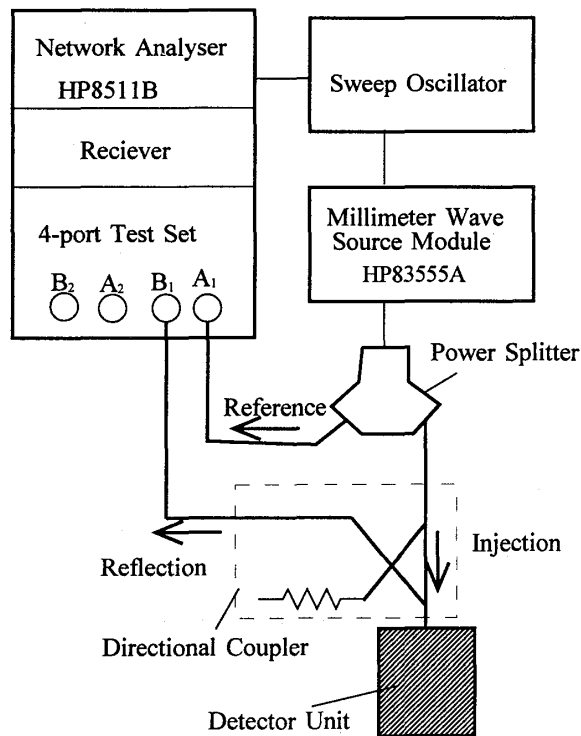 Network Analyser
HP8511B
Reciever
4-port Test Set
B2 A2 B1 A1
Sweep Oscillator
Millimeter Wave
Source Module
HP83555A
Power Splitter
Reference
Injection
Reflection
Directional Coupler
Detector Unit